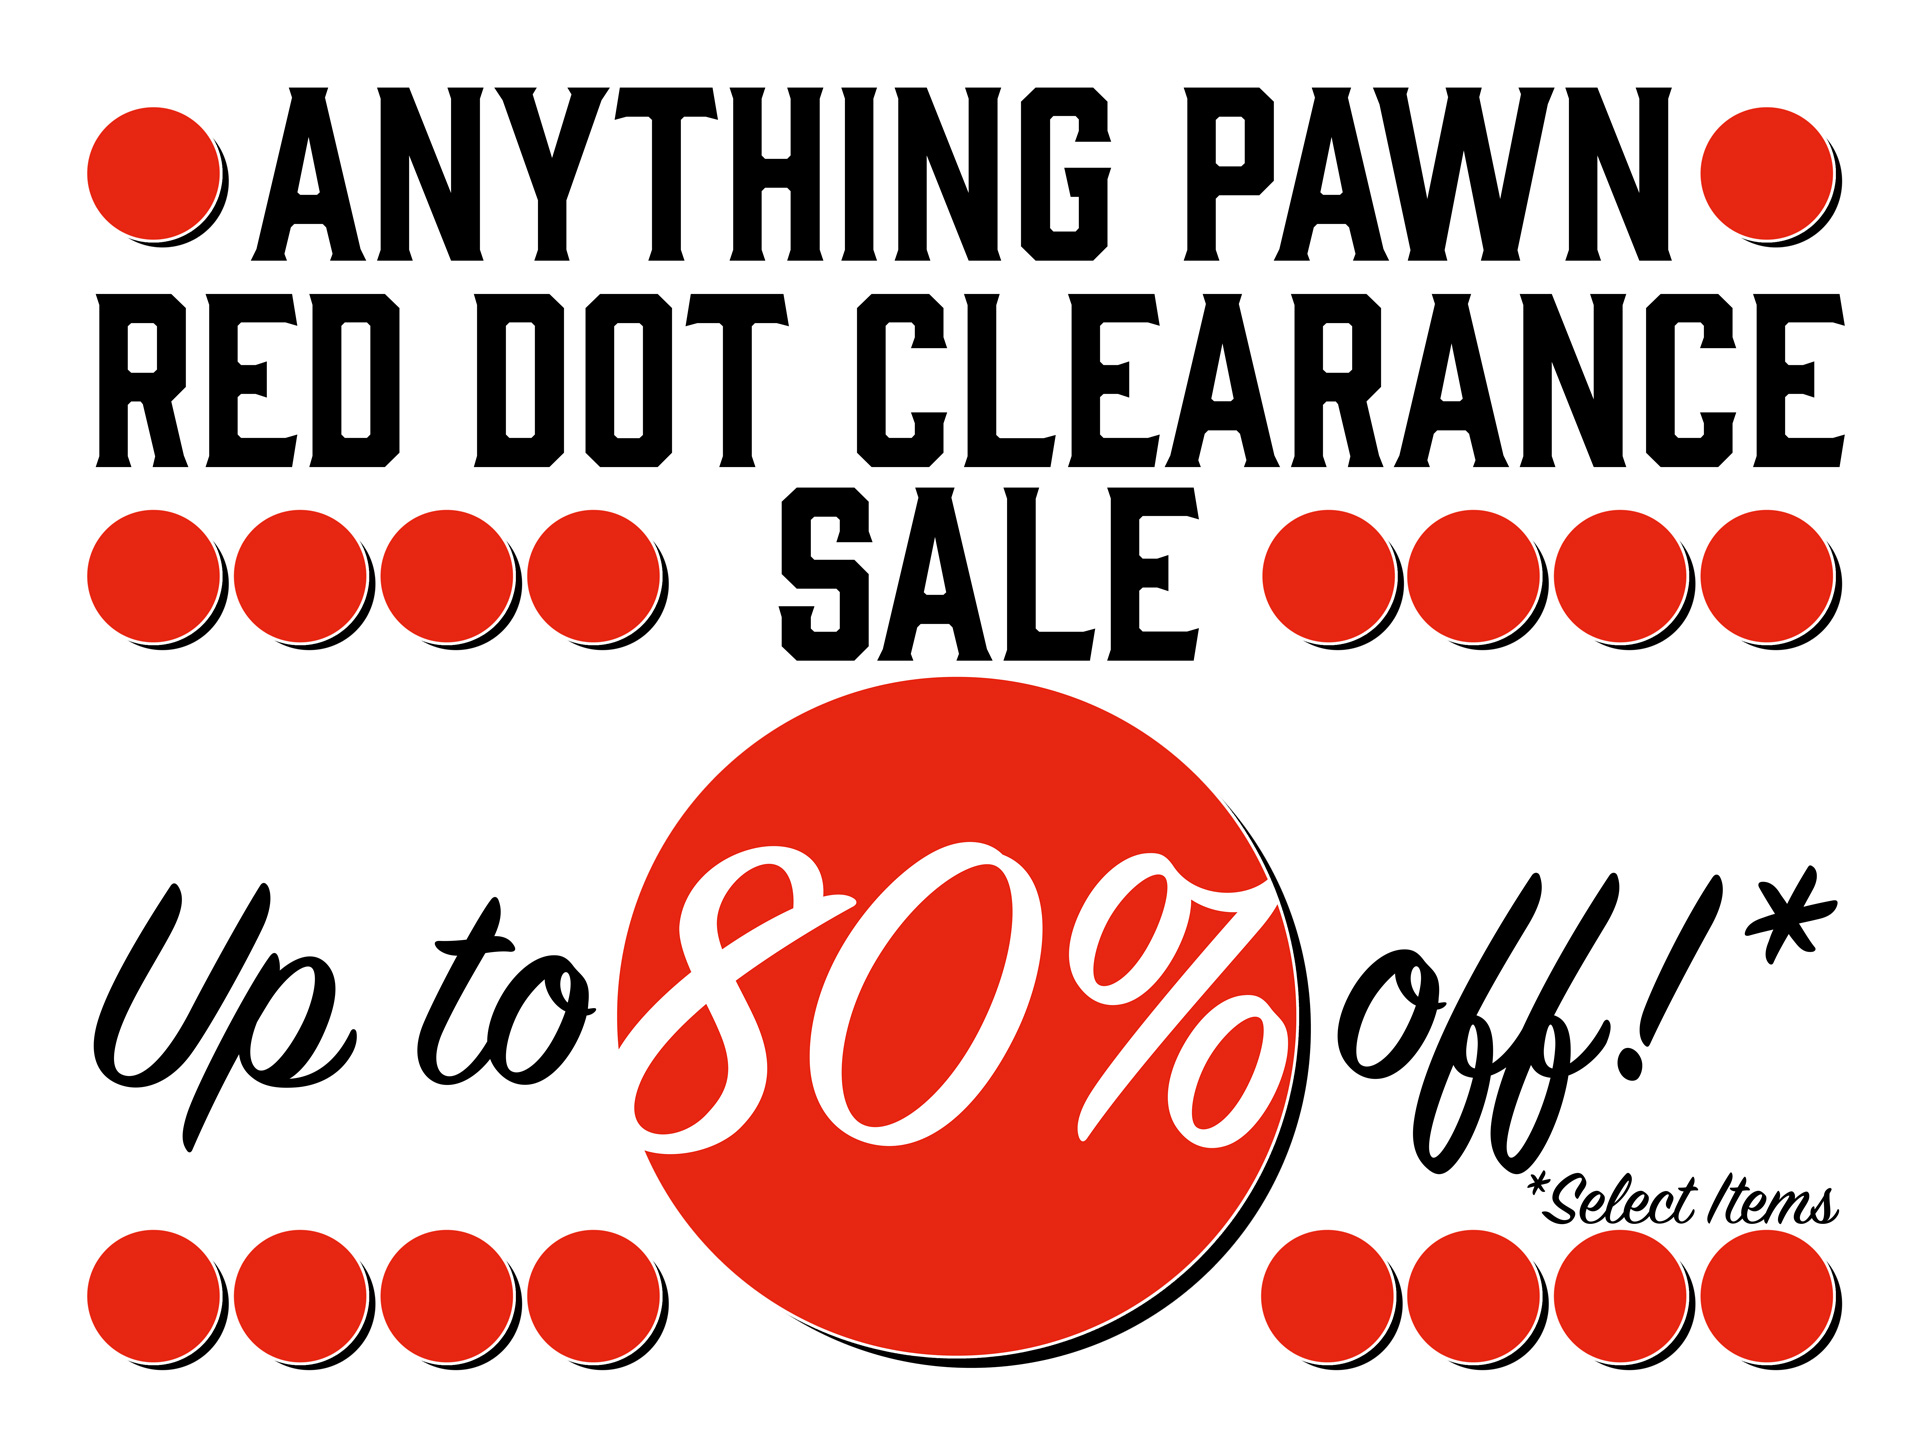 ANYTHING PAWN
RED DOT CLEARANCE
SALE
Up to 80% off!*
*Select Items